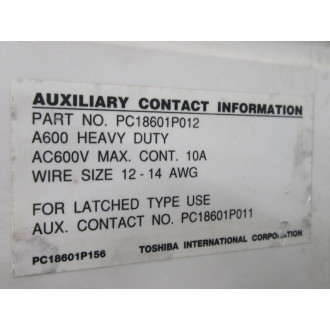 AUXILIARY CONTACT INFORMATION
PART NO. PC18601P012
A600 HEAVY DUTY
AC600V MAX. CONT. 10A
WIRE SIZE 12-14 AWG
FOR LATCHED TYPE USE
AUX. CONTACT NO. PC18601P011
PC18601P156 TOSHIBA INTERNATIONAL CORPORATION